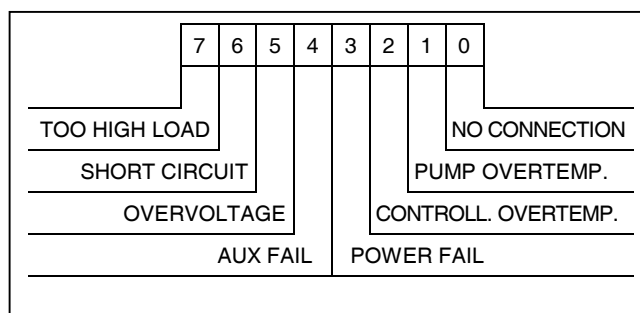 7 6 5 4 3 2 1 0
TOO HIGH LOAD NO CONNECTION
SHORT CIRCUIT PUMP OVERTEMP.
OVERVOLTAGE CONTROLL. OVERTEMP.
AUX FAIL POWER FAIL